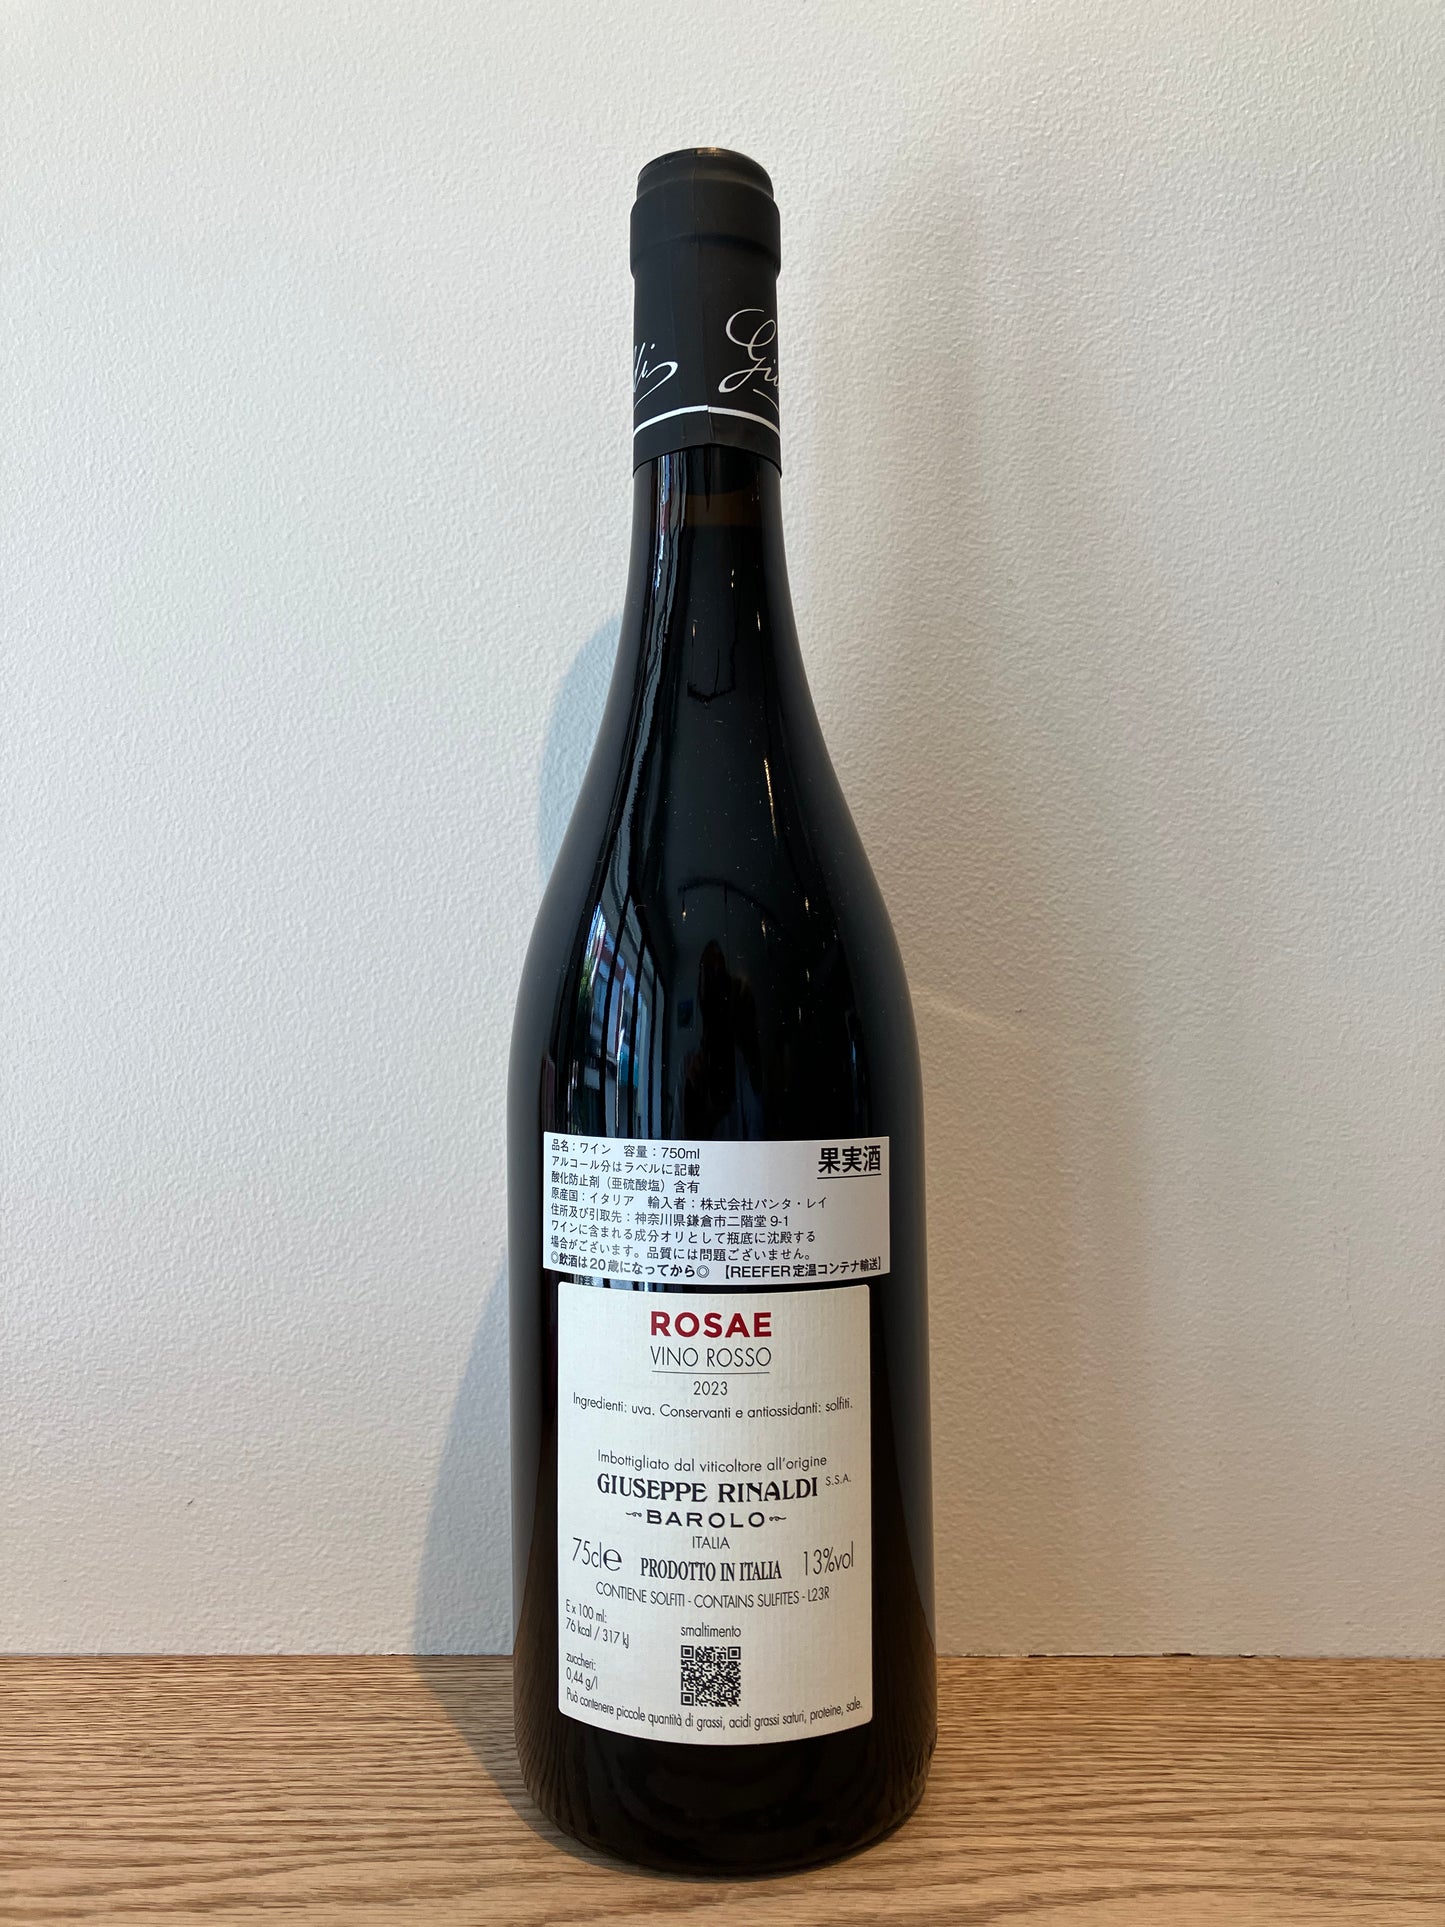 Gi
品名：ワイン　容量：750ml
果実酒
アルコール分はラベルに記載
酸化防止剤（亜硫酸塩）含有
原産国：イタリア　輸入者：株式会社パンタ・レイ
住所及び引取先：神奈川県鎌倉市二階堂 9-1
ワインに含まれる成分オリとして瓶底に沈殿する
場合がございます。品質には問題ございません。
◎飲酒は20歳になってから◎　【REEFER定温コンテナ輸送】
ROSAE
VINO ROSSO
2023
Ingredienti: uva. Conservanti e antiossidanti: solfiti.
Imbottigliato dal viticoltore all'origine
GIUSEPPE RINALDI S.S.A.
BAROLO
ITALIA
75cl e PRODOTTO IN ITALIA 13%vol
CONTIENE SOLFITI - CONTAINS SULFITES - L23R
E x 100 ml:
76 kcal / 317 kJ
smaltimento
zuccheri:
0,44 g/l
Può contenere piccole quantità di grassi, acidi grassi saturi, proteine, sale.